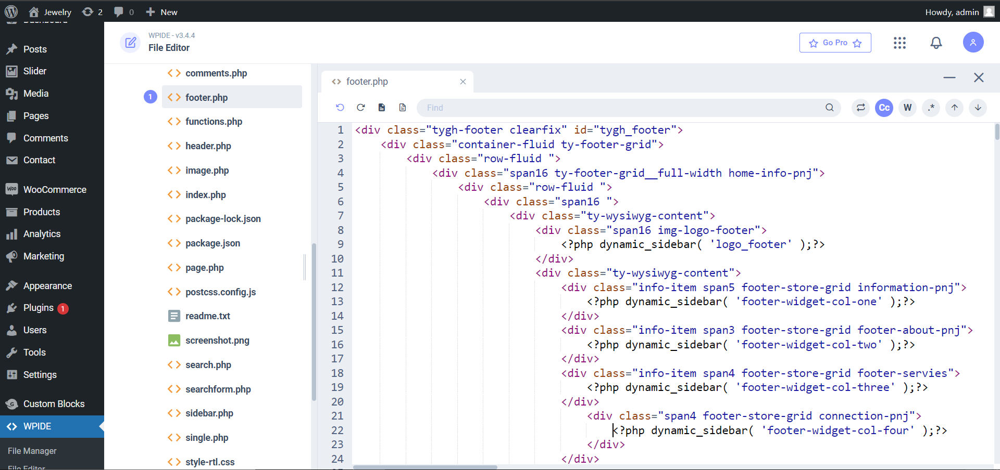 Jewelry
2
0
New
Howdy, admin
Dashboard
Posts
Slider
Media
Pages
Comments
Contact
WooCommerce
Products
Analytics
Marketing
Appearance
Plugins 1
Users
Tools
Settings
Custom Blocks
WPIDE
File Manager
File Editor
WPIDE - v3.4.4
File Editor
Go Pro
comments.php
1
footer.php
functions.php
header.php
image.php
index.php
package-lock.json
package.json
page.php
postcss.config.js
readme.txt
screenshot.png
search.php
searchform.php
sidebar.php
single.php
style-rtl.css
footer.php
Find
Cc
W
.*
1 <div class="tygh-footer clearfix" id="tygh_footer">
2 <div class="container-fluid ty-footer-grid">
3 <div class="row-fluid ">
4 <div class="span16 ty-footer-grid__full-width home-info-pnj">
5 <div class="row-fluid ">
6 <div class="span16 ">
7 <div class="ty-wysiwyg-content">
8 <div class="span16 img-logo-footer">
9 <?php dynamic_sidebar( 'logo_footer' );?>
10 </div>
11 <div class="ty-wysiwyg-content">
12 <div class="info-item span5 footer-store-grid information-pnj">
13 <?php dynamic_sidebar( 'footer-widget-col-one' );?>
14 </div>
15 <div class="info-item span3 footer-store-grid footer-about-pnj">
16 <?php dynamic_sidebar( 'footer-widget-col-two' );?>
17 </div>
18 <div class="info-item span4 footer-store-grid footer-servies">
19 <?php dynamic_sidebar( 'footer-widget-col-three' );?>
20 </div>
21 <div class="span4 footer-store-grid connection-pnj">
22 <?php dynamic_sidebar( 'footer-widget-col-four' );?>
23 </div>
24 </div>